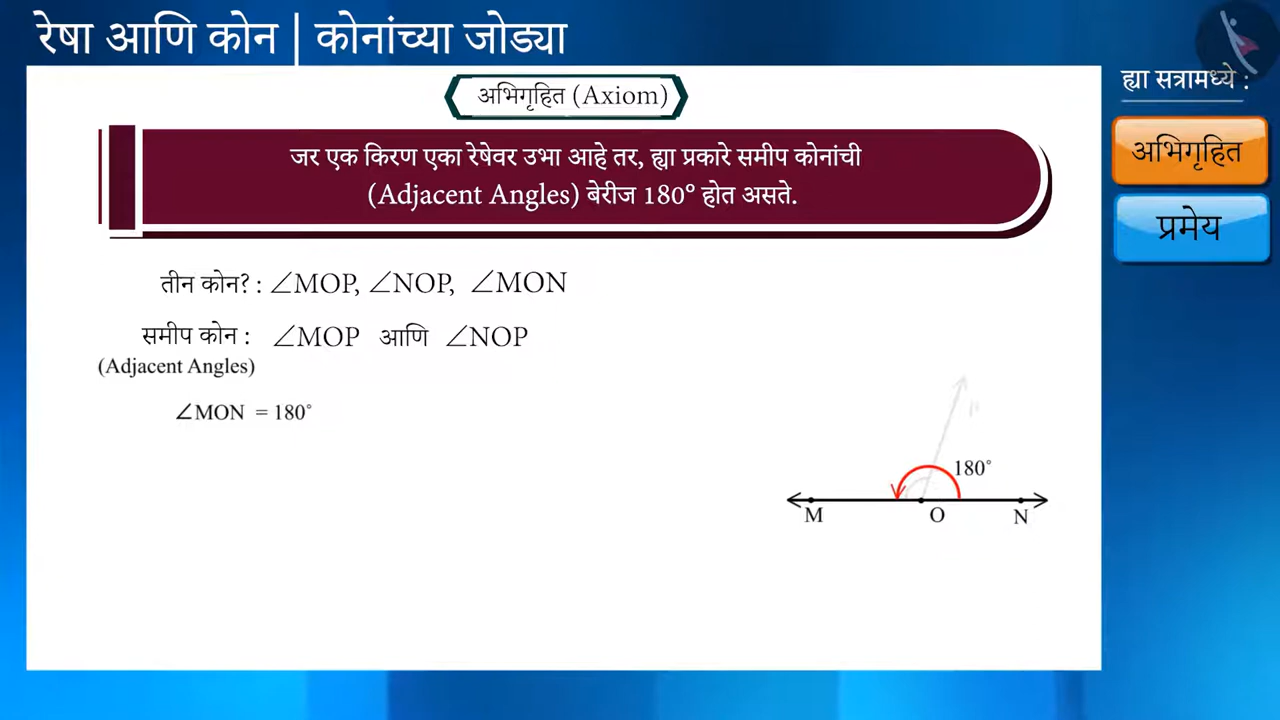 रेषा आणि कोन | कोनांच्या जोड्या
ह्या सत्रामध्ये :
अभिगृहित
प्रमेय
अभिगृहित (Axiom)
जर एक किरण एका रेषेवर उभा आहे तर, ह्या प्रकारे समीप कोनांची
(Adjacent Angles) बेरीज 180° होत असते.
तीन कोन? : ∠MOP, ∠NOP, ∠MON
समीप कोन : ∠MOP आणि ∠NOP
(Adjacent Angles)
∠MON = 180°
180°
M O N